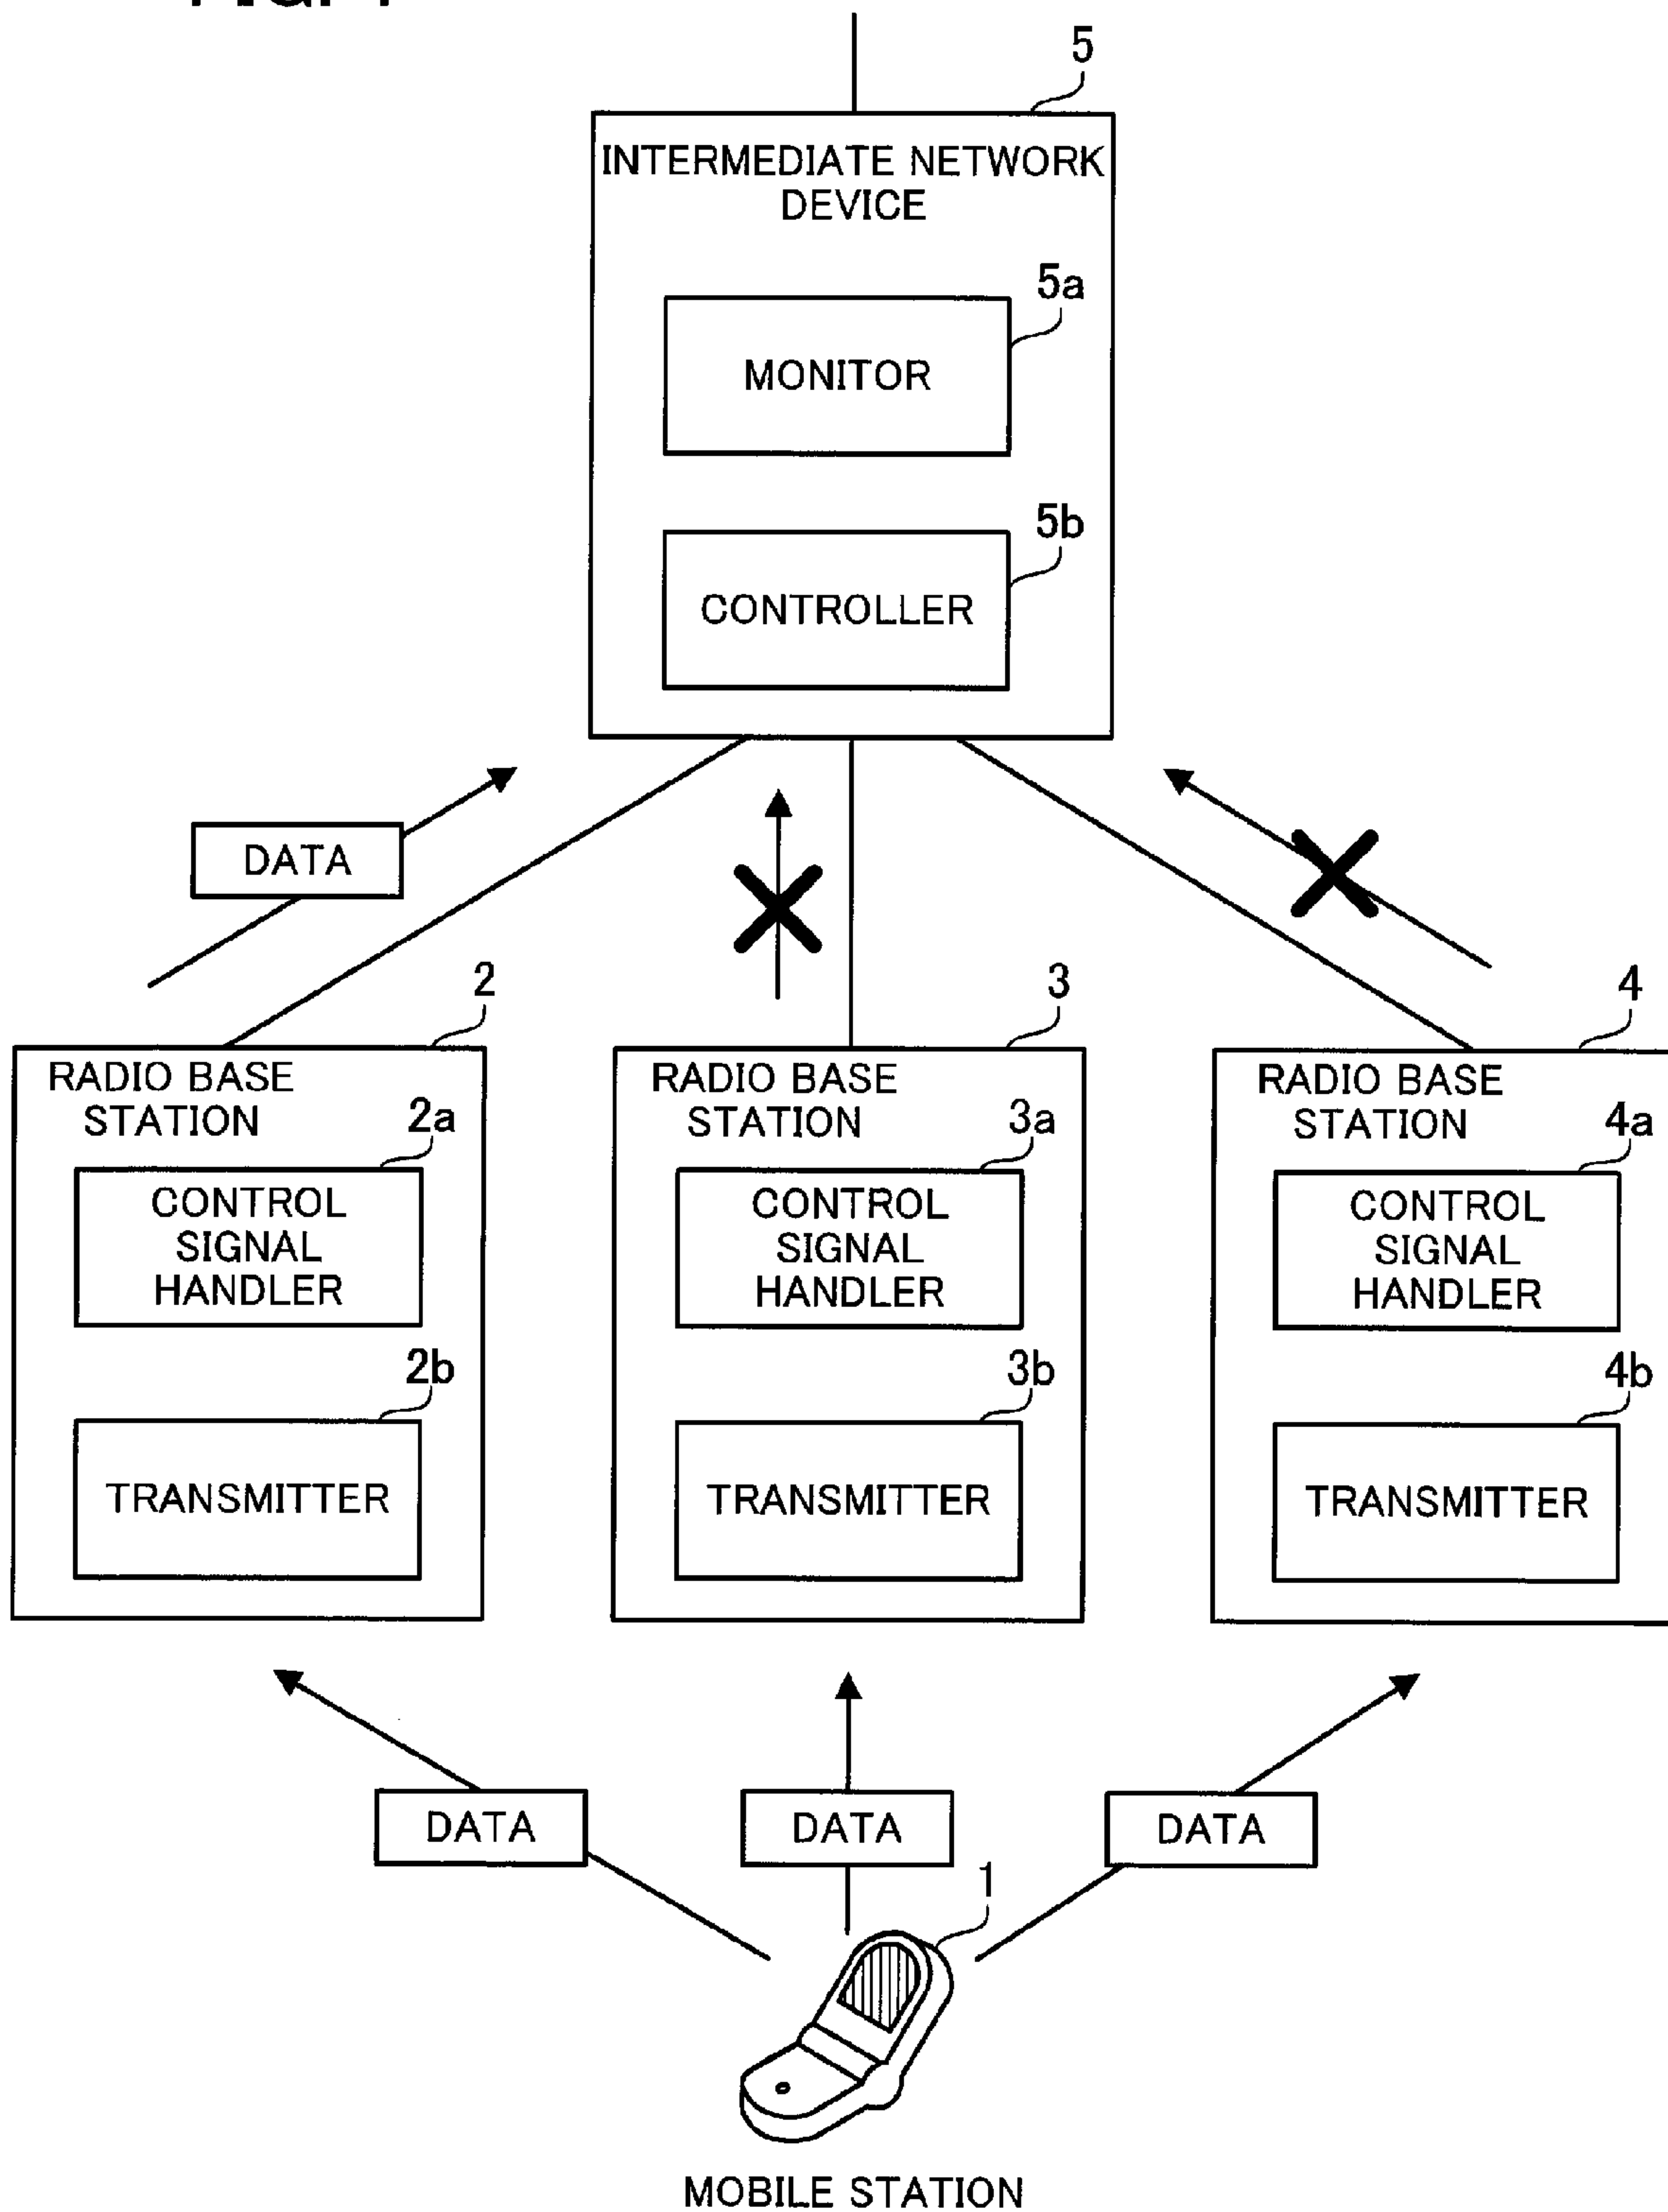 5
INTERMEDIATE NETWORK
DEVICE
5a
MONITOR
5b
CONTROLLER
DATA
2
3
4
RADIO BASE
STATION
2a
CONTROL
SIGNAL
HANDLER
2b
TRANSMITTER
RADIO BASE
STATION
3a
CONTROL
SIGNAL
HANDLER
3b
TRANSMITTER
RADIO BASE
STATION
4a
CONTROL
SIGNAL
HANDLER
4b
TRANSMITTER
DATA
DATA
DATA
1
MOBILE STATION